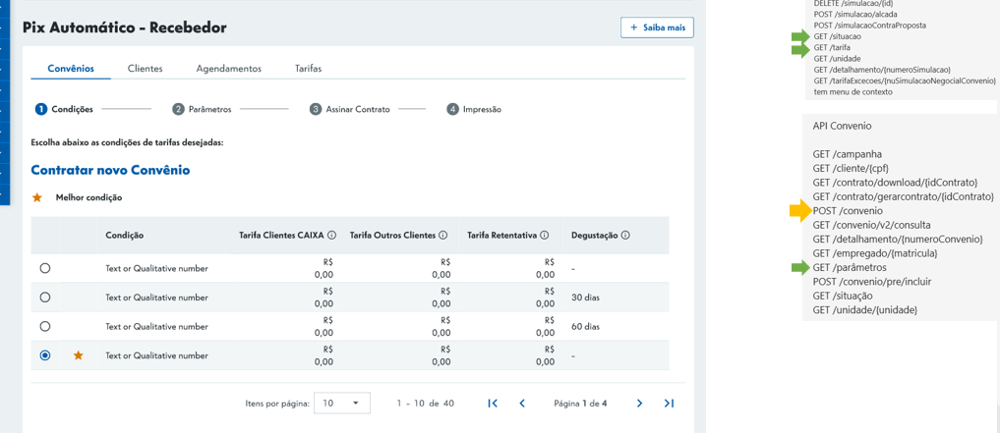 Pix Automático - Recebedor
+ Saiba mais
Convênios Clientes Agendamentos Tarifas
1 Condições 2 Parâmetros 3 Assinar Contrato 4 Impressão
Escolha abaixo as condições de tarifas desejadas:
Contratar novo Convênio
Melhor condição
Condição Tarifa Clientes CAIXA Tarifa Outros Clientes Tarifa Retentativa Degustação
Text or Qualitative number R$ 0,00 R$ 0,00 R$ 0,00 -
Text or Qualitative number R$ 0,00 R$ 0,00 R$ 0,00 30 dias
Text or Qualitative number R$ 0,00 R$ 0,00 R$ 0,00 60 dias
Text or Qualitative number R$ 0,00 R$ 0,00 R$ 0,00 -
Itens por página: 10 1 - 10 de 40 Página 1 de 4
DELETE /simulacao/{id}
POST /simulacao/alcada
POST /simulacaoContraProposta
GET /situacao
GET /tarifa
GET /unidade
GET /detalhamento/{numeroSimulacao}
GET /tarifaExcecoes/{nuSimulacaoNegocialConvenio}
tem menu de contexto
API Convenio
GET /campanha
GET /cliente/{cpf}
GET /contrato/download/{idContrato}
GET /contrato/gerarcontrato/{idContrato}
POST /convenio
GET /convenio/v2/consulta
GET /detalhamento/{numeroConvenio}
GET /empregado/{matricula}
GET /parâmetros
POST /convenio/pre/incluir
GET /situação
GET /unidade/{unidade}